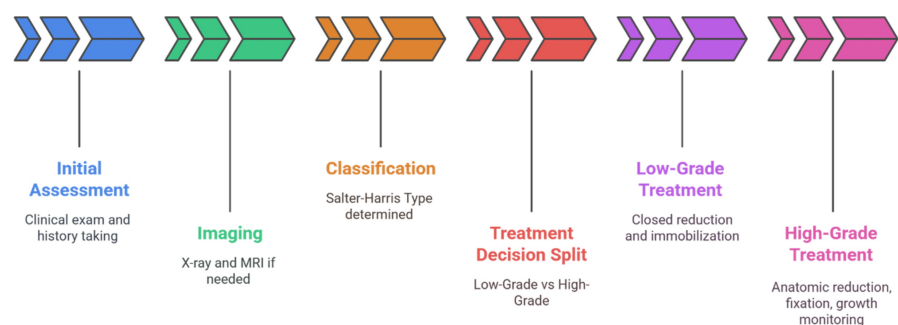 Initial
Assessment
Clinical exam and
history taking
Imaging
X-ray and MRI if
needed
Classification
Salter-Harris Type
determined
Treatment
Decision Split
Low-Grade vs High-
Grade
Low-Grade
Treatment
Closed reduction
and immobilization
High-Grade
Treatment
Anatomic reduction,
fixation, growth
monitoring